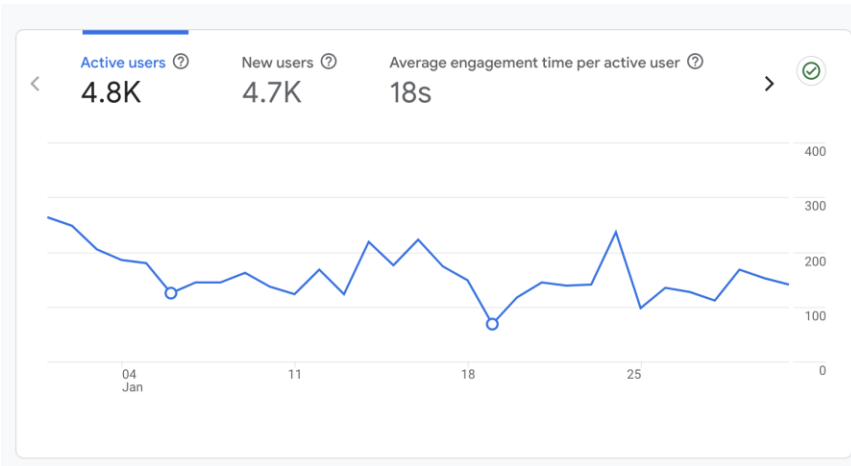 Active users
New users
Average engagement time per active user
4.8K
4.7K
18s
400
300
200
100
0
04
Jan
11
18
25